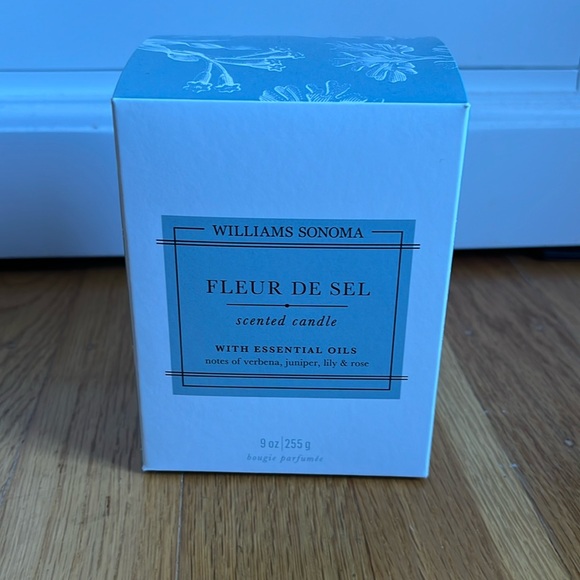 WILLIAMS SONOMA
FLEUR DE SEL
scented candle
WITH ESSENTIAL OILS
notes of verbena, juniper, lily & rose
9 oz | 255 g
bougie parfumée